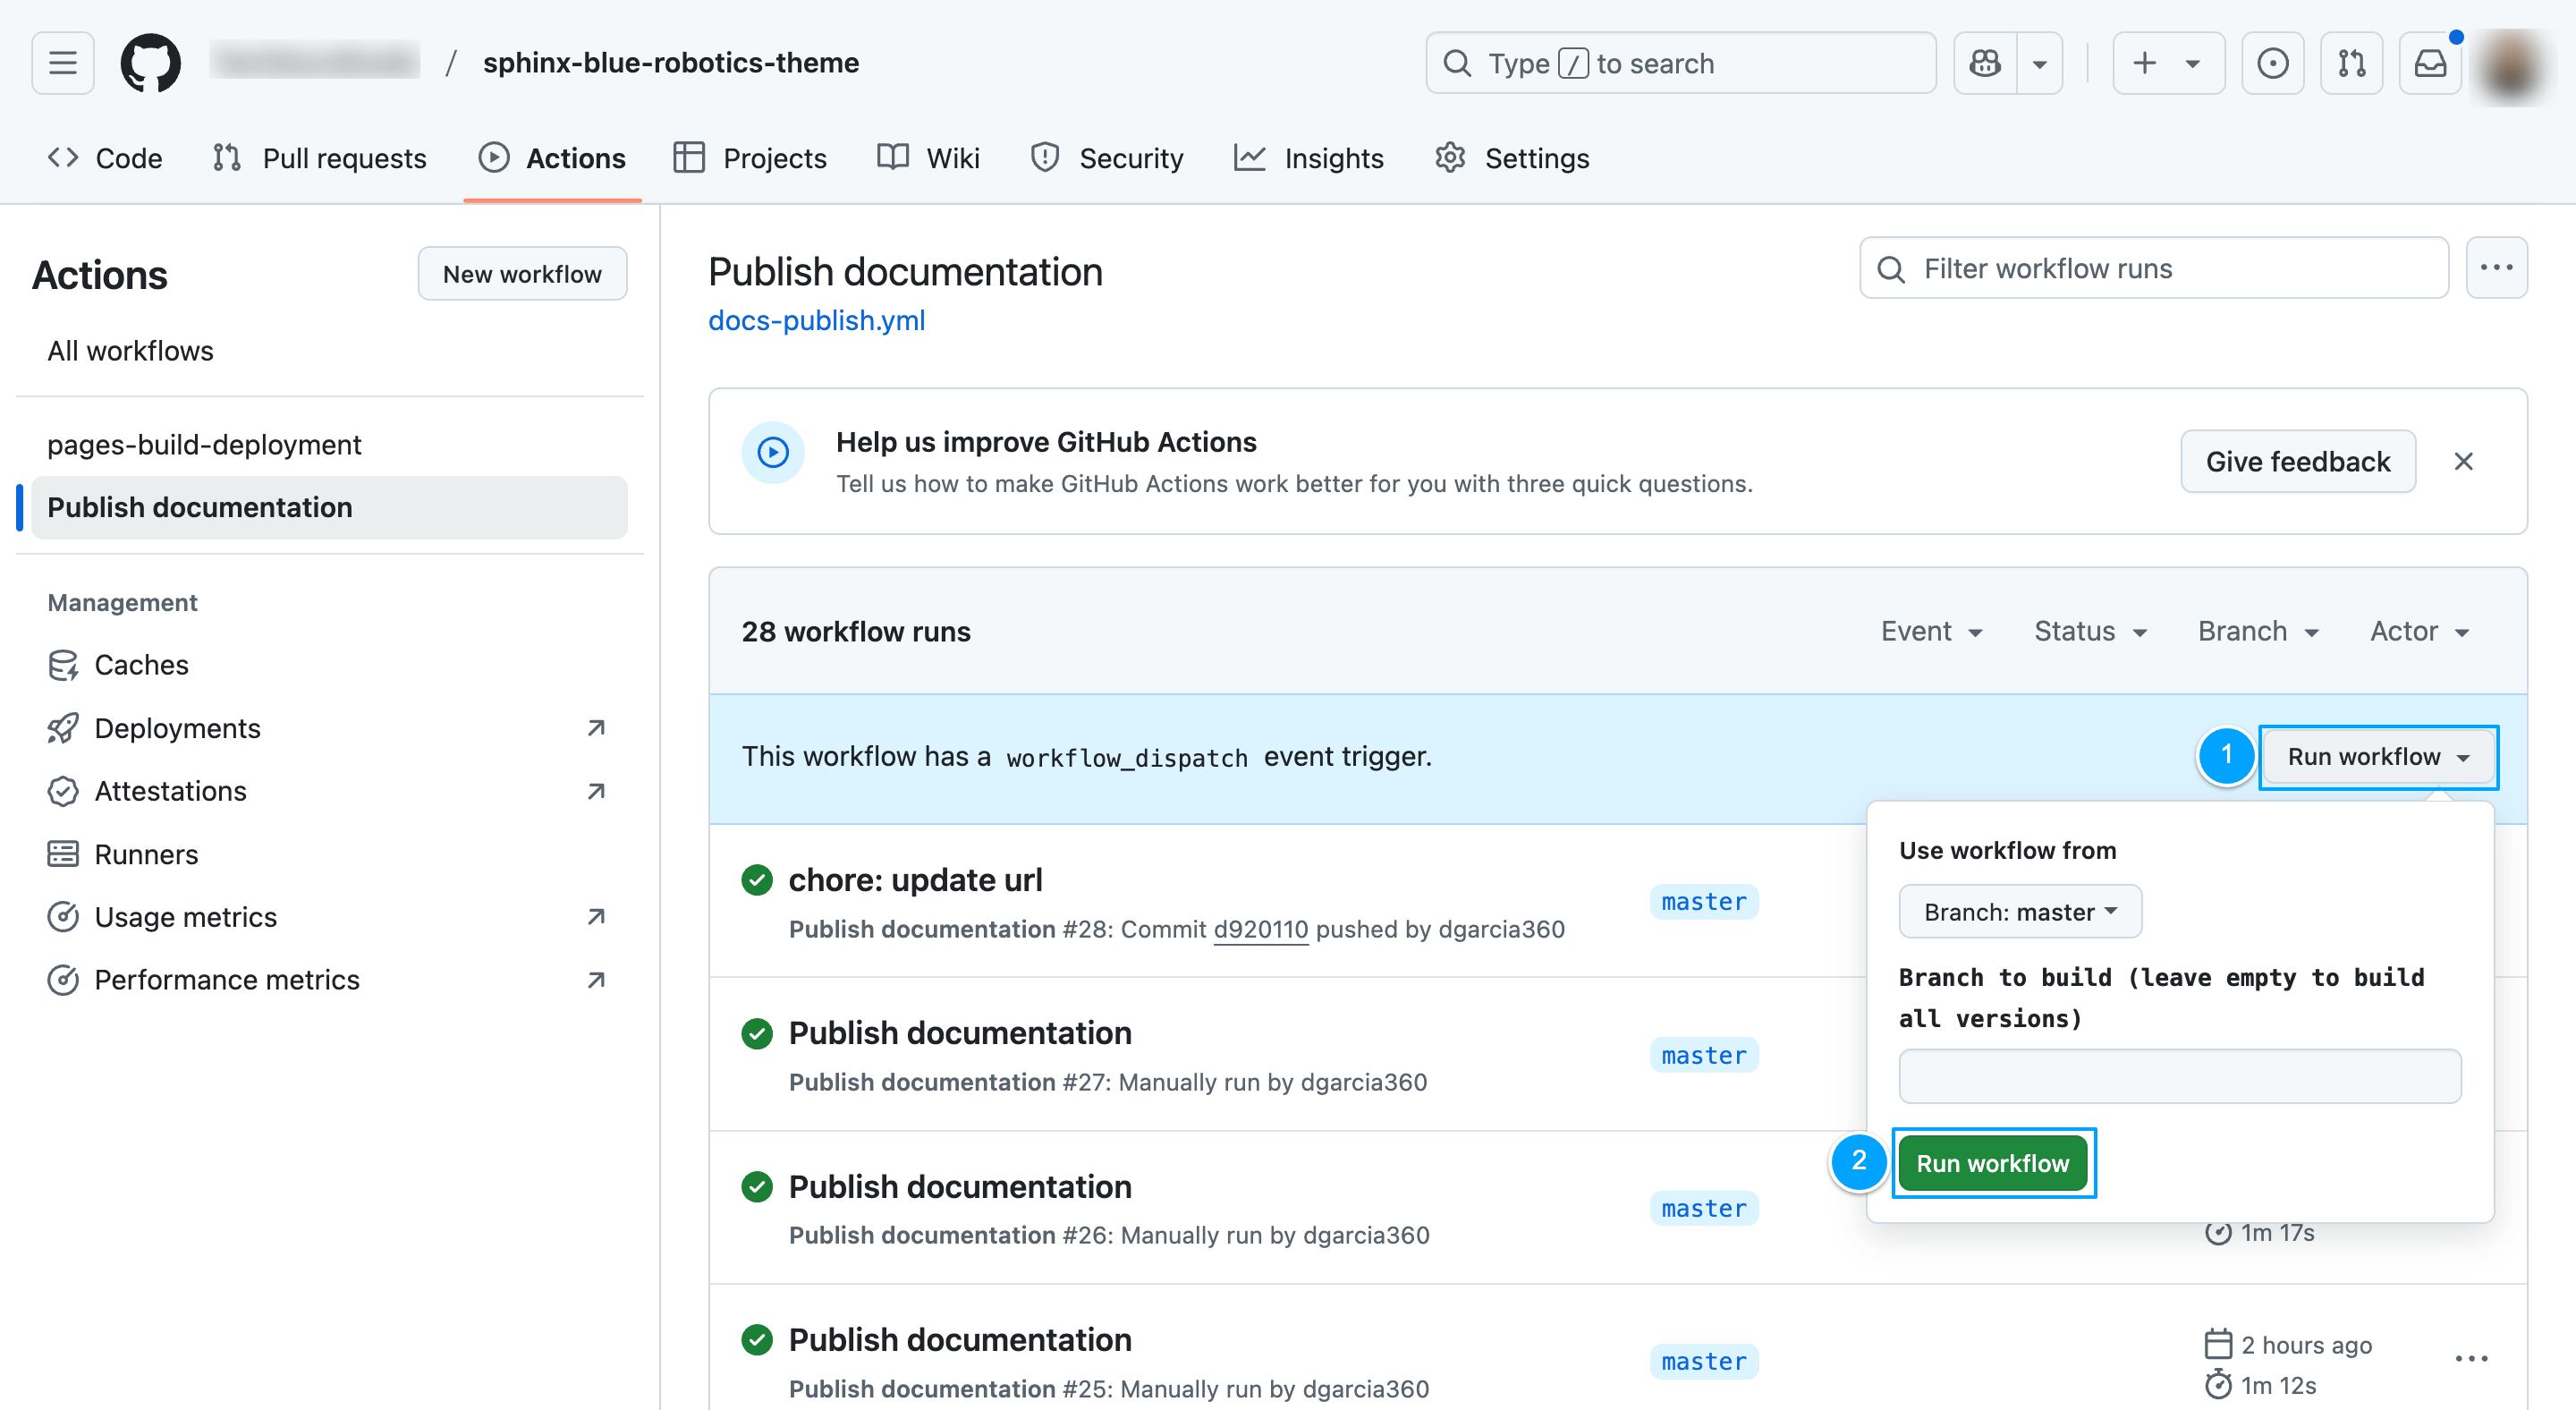 / sphinx-blue-robotics-theme
Type / to search
Code Pull requests Actions Projects Wiki Security Insights Settings
Actions
New workflow
All workflows
pages-build-deployment
Publish documentation
Management
Caches
Deployments
Attestations
Runners
Usage metrics
Performance metrics
Publish documentation
docs-publish.yml
Filter workflow runs
Help us improve GitHub Actions
Tell us how to make GitHub Actions work better for you with three quick questions.
Give feedback
28 workflow runs
Event Status Branch Actor
This workflow has a workflow_dispatch event trigger.
1
Run workflow
Use workflow from
Branch: master
Branch to build (leave empty to build
all versions)
2
Run workflow
chore: update url
Publish documentation #28: Commit d920110 pushed by dgarcia360
master
Publish documentation
Publish documentation #27: Manually run by dgarcia360
master
Publish documentation
Publish documentation #26: Manually run by dgarcia360
master
1m 17s
Publish documentation
Publish documentation #25: Manually run by dgarcia360
master
2 hours ago
1m 12s